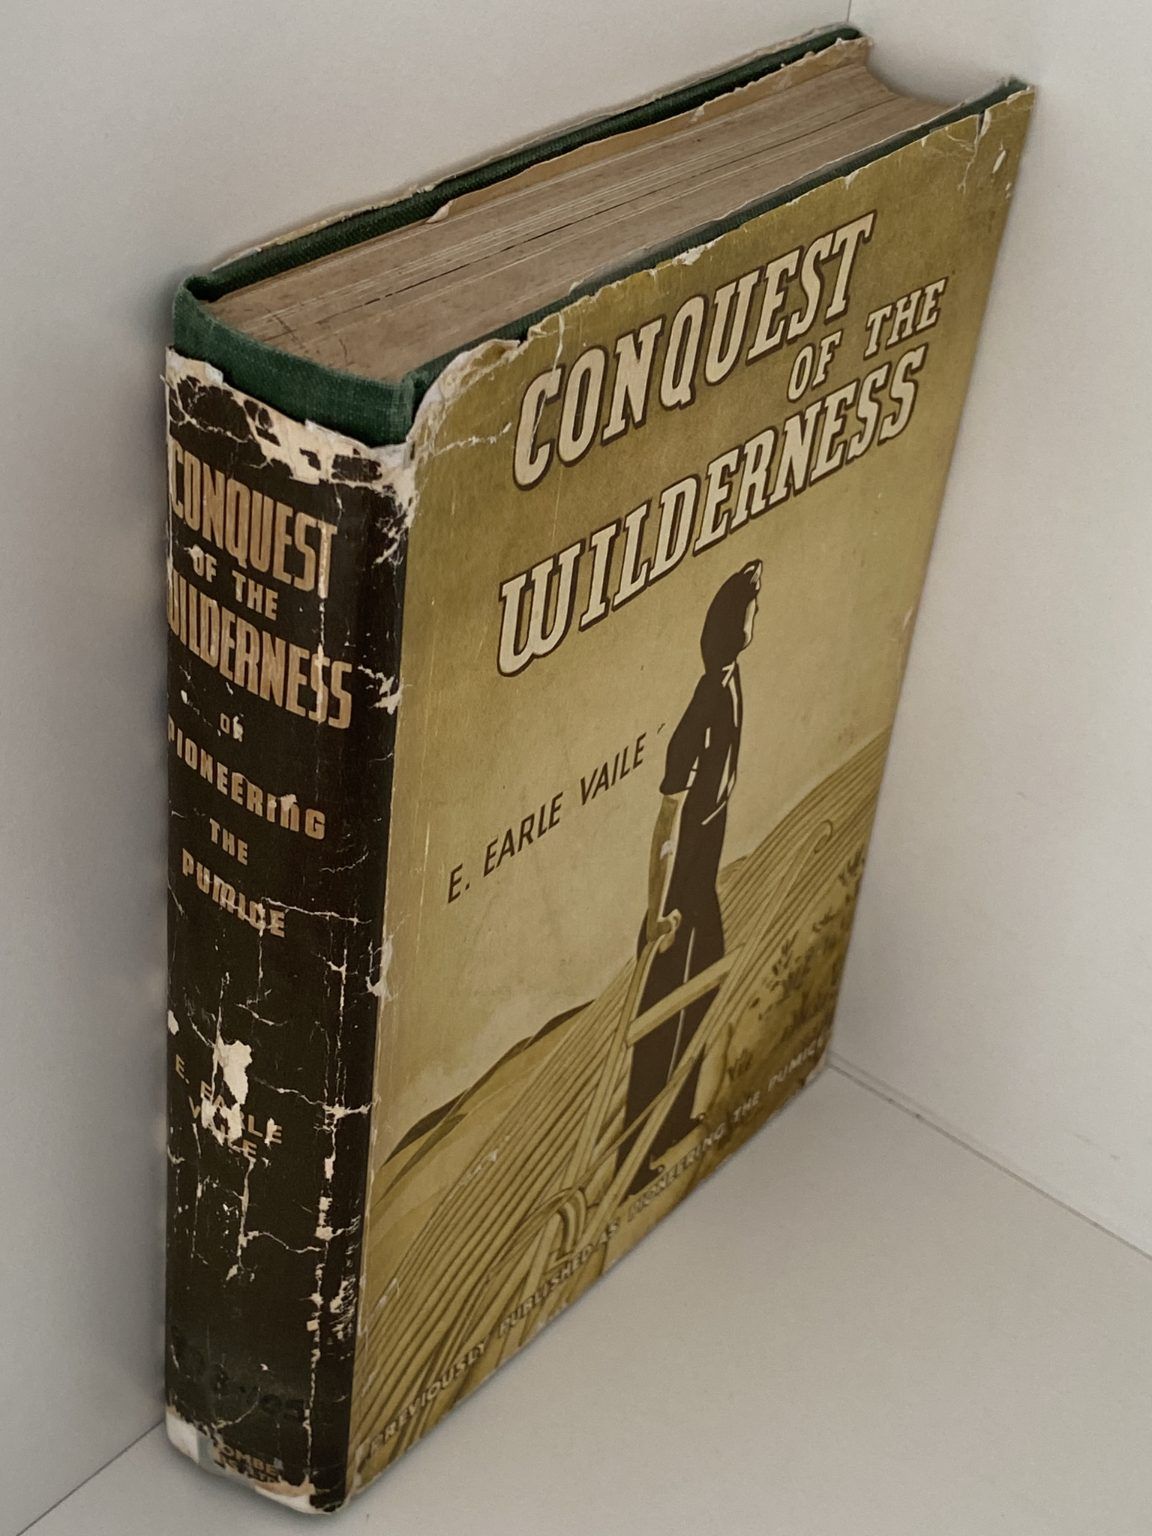 CONQUEST
OF THE
WILDERNESS
OR
PIONEERING
THE
PUMICE
E. EARLE
VAILE
CONQUEST
OF THE
WILDERNESS
E. EARLE VAILE
PREVIOUSLY PUBLISHED AS PIONEERING THE PUMICE